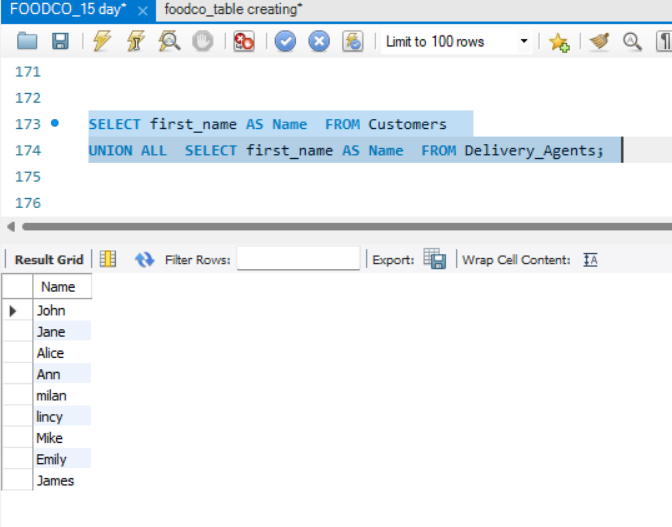 FOODCO_15 day* × foodco_table creating*
Limit to 100 rows
171
172
173 SELECT first_name AS Name FROM Customers
174 UNION ALL SELECT first_name AS Name FROM Delivery_Agents;
175
176
Result Grid Filter Rows: Export: Wrap Cell Content: IA
Name
John
Jane
Alice
Ann
milan
lincy
Mike
Emily
James